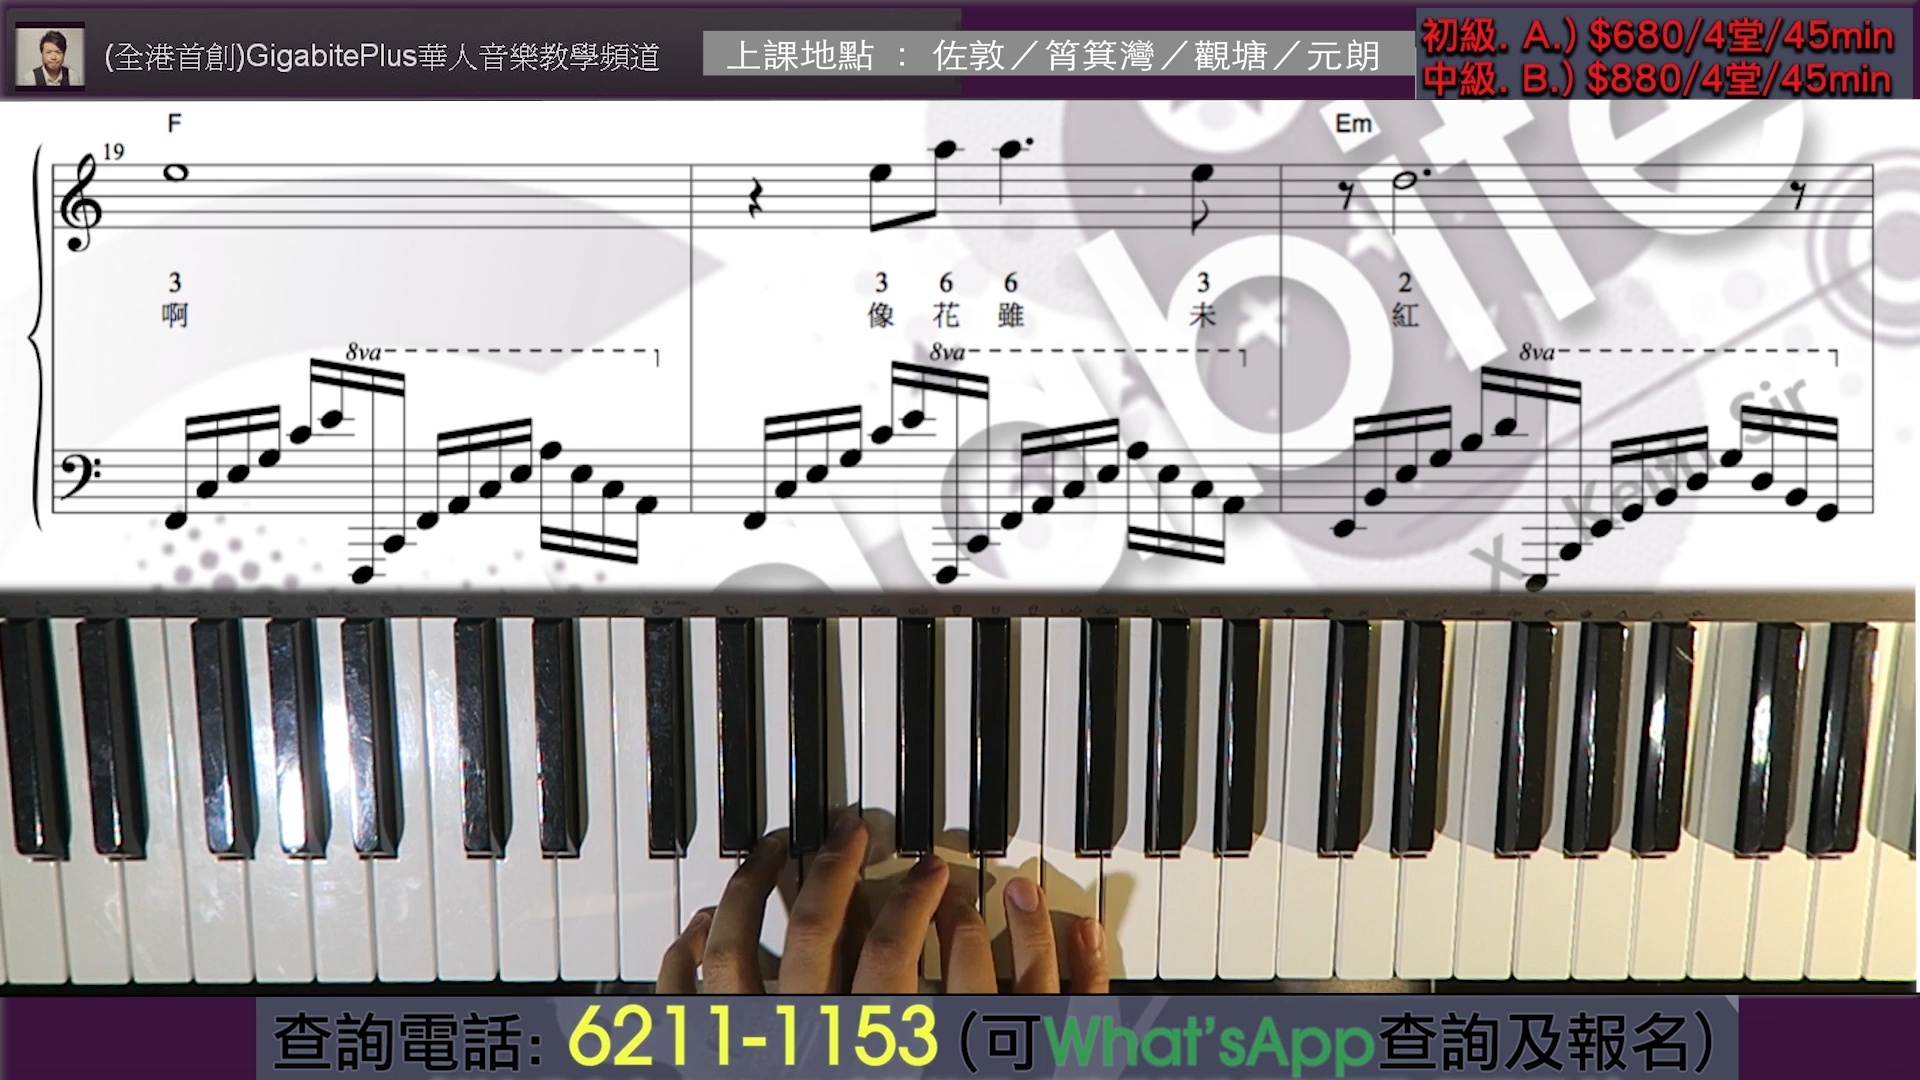 (全港首創)GigabitePlus華人音樂教學頻道
上課地點 : 佐敦／筲箕灣／觀塘／元朗
初級. A.) $680/4堂/45min
中級. B.) $880/4堂/45min
F Em
19
3 3 6 6 3 2
啊 像 花 雖 未 紅
8va 8va 8va
X Keith Sir
查詢電話: 6211-1153 (可What'sApp查詢及報名)